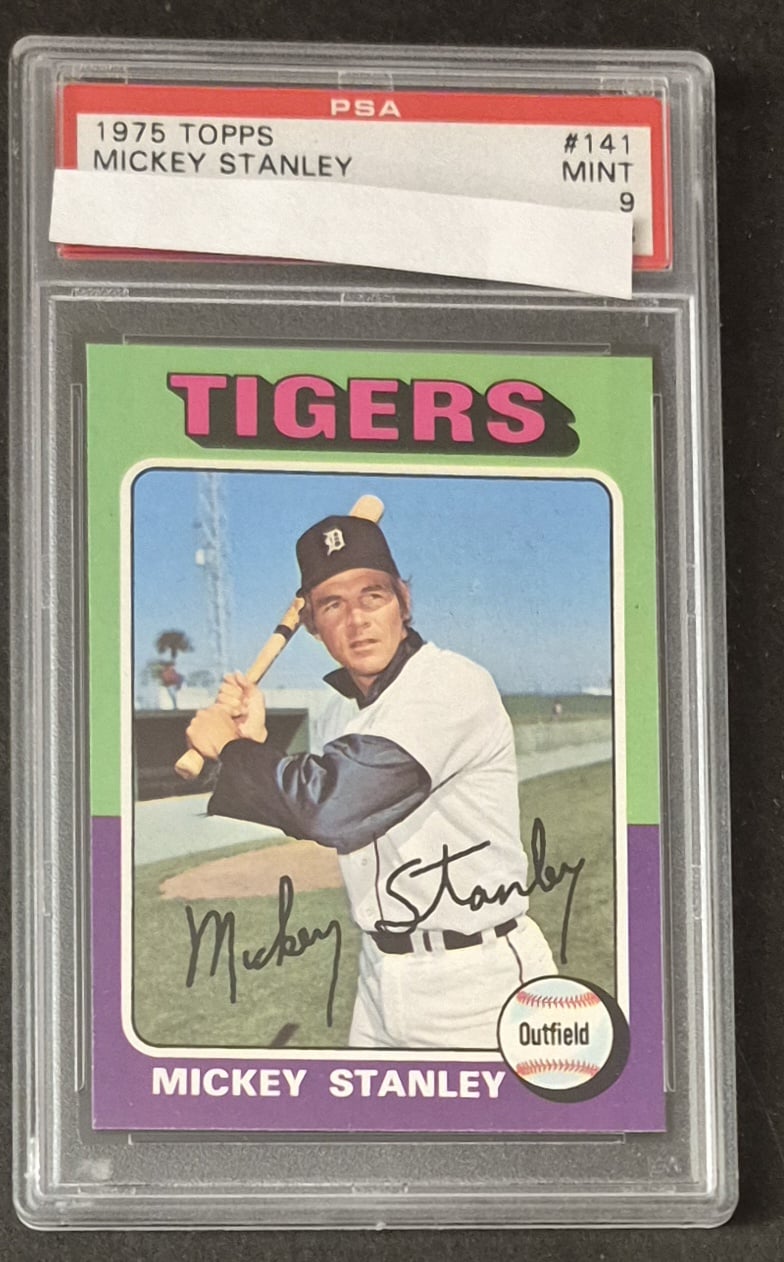 PSA
1975 TOPPS #141
MICKEY STANLEY MINT
9
TIGERS
D
Mickey Stanley
Outfield
MICKEY STANLEY